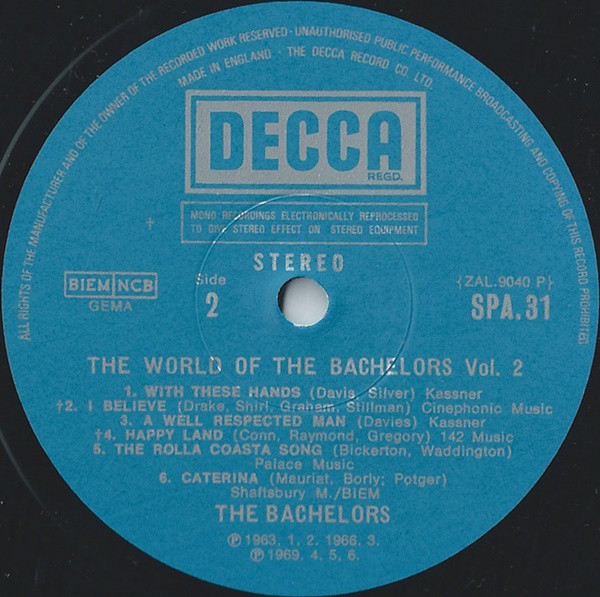 ALL RIGHTS OF THE MANUFACTURER AND OF THE OWNER OF THE RECORDED WORK RESERVED · UNAUTHORISED PUBLIC PERFORMANCE BROADCASTING AND COPYING OF THIS RECORD PROHIBITED
MADE IN ENGLAND · THE DECCA RECORD CO. LTD.
DECCA
REGD.
† MONO RECORDINGS ELECTRONICALLY REPROCESSED
TO GIVE STEREO EFFECT ON STEREO EQUIPMENT
STEREO
BIEM NCB
GEMA
Side
2
(ZAL.9040 P)
SPA.31
THE WORLD OF THE BACHELORS Vol. 2
1. WITH THESE HANDS (Davis, Silver) Kassner
†2. I BELIEVE (Drake, Shirl, Graham, Stillman) Cinephonic Music
3. A WELL RESPECTED MAN (Davies) Kassner
†4. HAPPY LAND (Conn, Raymond, Gregory) 142 Music
5. THE ROLLA COASTA SONG (Bickerton, Waddington)
Palace Music
6. CATERINA (Mauriat, Borly; Potger)
Shaftsbury M./BIEM
THE BACHELORS
℗ 1963. 1. 2. 1966. 3.
℗ 1969. 4. 5. 6.